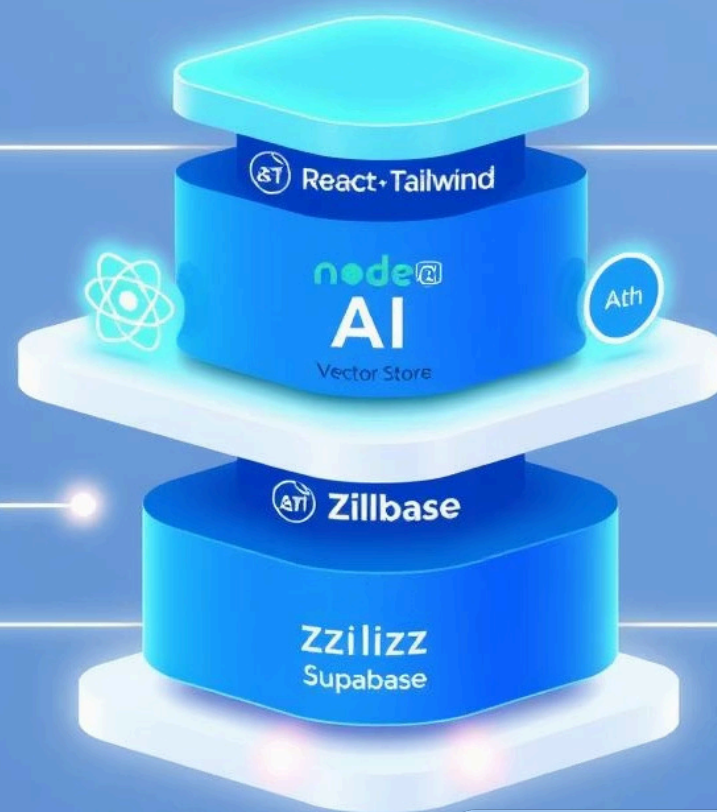 React · Tailwind
node
AI
Ath
Vector Store
Zillbase
zzilizz
Supabase